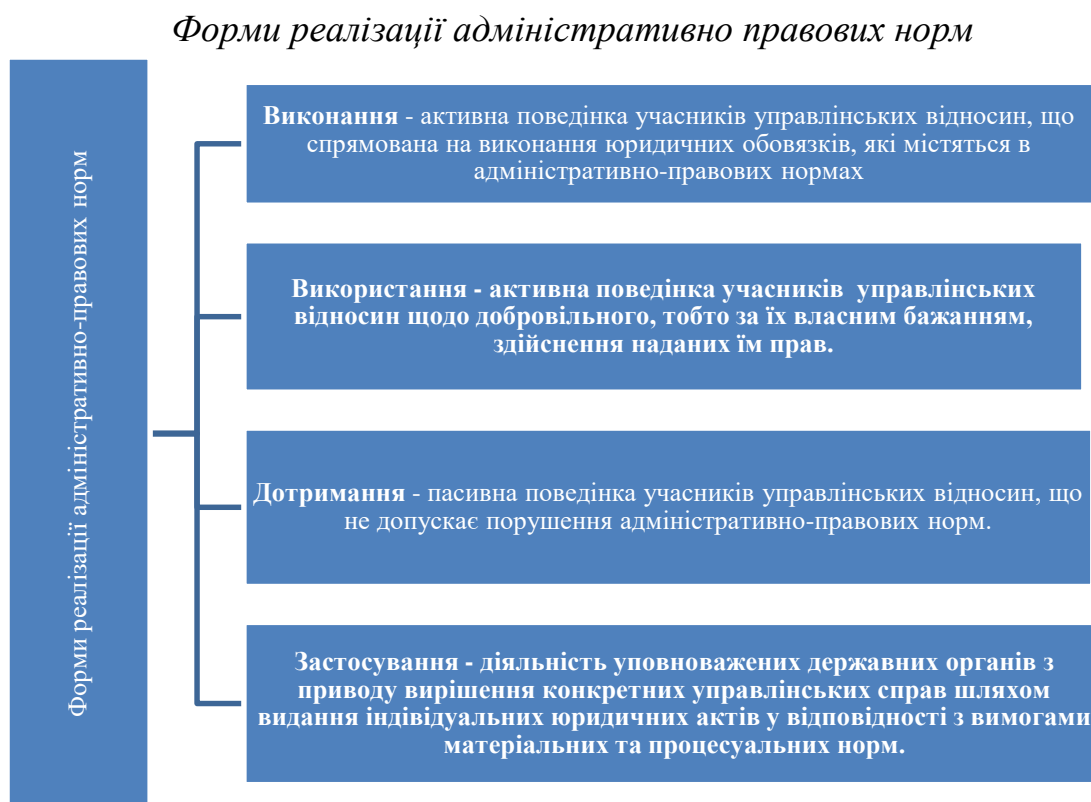 Форми реалізації адміністративно правових норм
Форми реалізації адміністративно-правових норм
Виконання - активна поведінка учасників управлінських відносин, що
спрямована на виконання юридичних обовязків, які містяться в
адміністративно-правових нормах
Використання - активна поведінка учасників управлінських
відносин щодо добровільного, тобто за їх власним бажанням,
здійснення наданих їм прав.
Дотримання - пасивна поведінка учасників управлінських відносин, що
не допускає порушення адміністративно-правових норм.
Застосування - діяльність уповноважених державних органів з
приводу вирішення конкретних управлінських справ шляхом
видання індивідуальних юридичних актів у відповідності з вимогами
матеріальних та процесуальних норм.